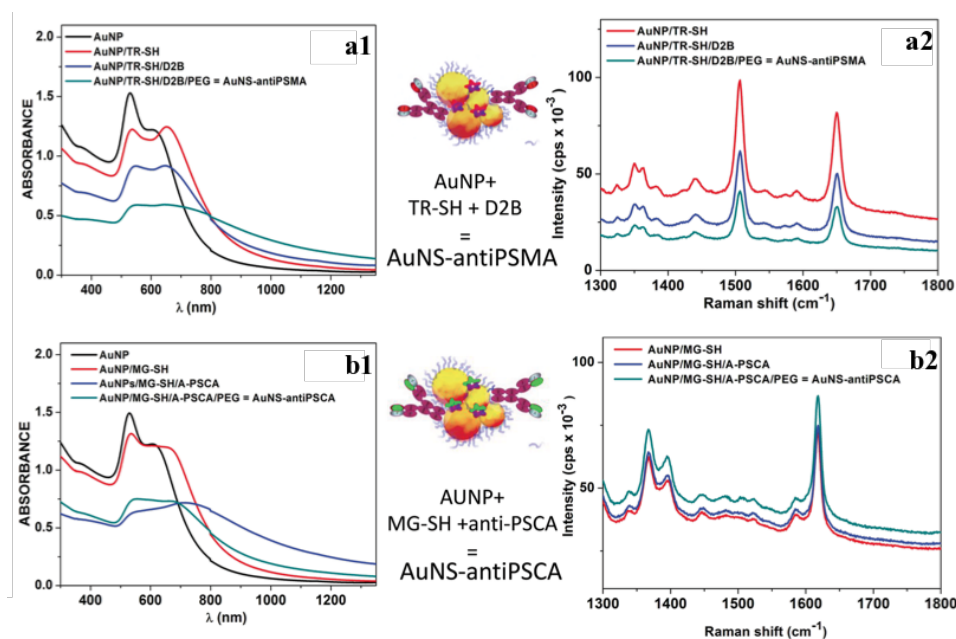 a1
AuNP
AuNP/TR-SH
AuNP/TR-SH/D2B
AuNP/TR-SH/D2B/PEG = AuNS-antiPSMA
2.0
1.5
1.0
0.5
0.0
ABSORBANCE
400 600 800 1000 1200
λ (nm)
AuNP+
TR-SH + D2B
=
AuNS-antiPSMA
a2
AuNP/TR-SH
AuNP/TR-SH/D2B
AuNP/TR-SH/D2B/PEG = AuNS-antiPSMA
100
50
0
Intensity (cps x 10⁻³)
1300 1400 1500 1600 1700 1800
Raman shift (cm⁻¹)
b1
AuNP
AuNP/MG-SH
AuNPs/MG-SH/A-PSCA
AuNP/MG-SH/A-PSCA/PEG = AuNS-antiPSCA
2.0
1.5
1.0
0.5
0.0
ABSORBANCE
400 600 800 1000 1200
λ (nm)
AUNP+
MG-SH +anti-PSCA
=
AuNS-antiPSCA
b2
AuNP/MG-SH
AuNP/MG-SH/A-PSCA
AuNP/MG-SH/A-PSCA/PEG = AuNS-antiPSCA
100
50
Intensity (cps x 10⁻³)
1300 1400 1500 1600 1700 1800
Raman shift (cm⁻¹)